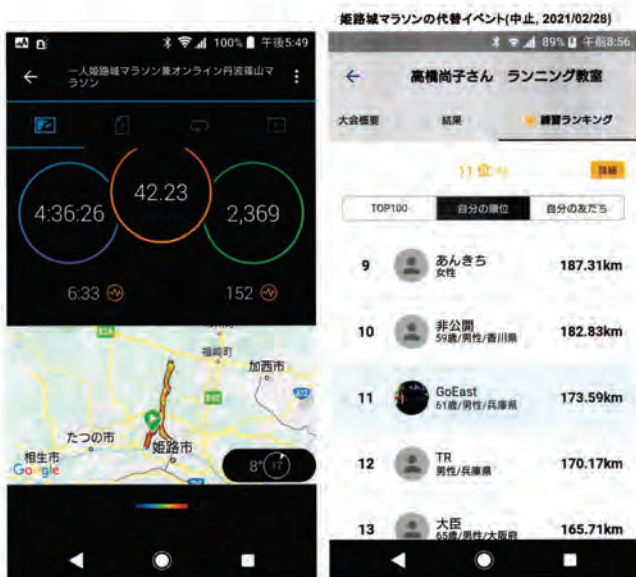 姫路城マラソンの代替イベント(中止, 2021/02/28)
100% 午後5:49
一人姫路城マラソン兼オンライン丹波篠山マラソン
4:36:26
42.23
2,369
6:33
152
福崎町
加西市
たつの市
相生市
姫路市
Google
8°
89% 午前8:56
高橋尚子さん ランニング教室
大会概要 結果 練習ランキング
11位
詳細
TOP100 自分の順位 自分の友だち
9 あんきち 187.31km
女性
10 非公開 182.83km
59歳/男性/香川県
11 GoEast 173.59km
61歳/男性/兵庫県
12 TR 170.17km
男性/兵庫県
13 大臣 165.71km
65歳/男性/大阪府